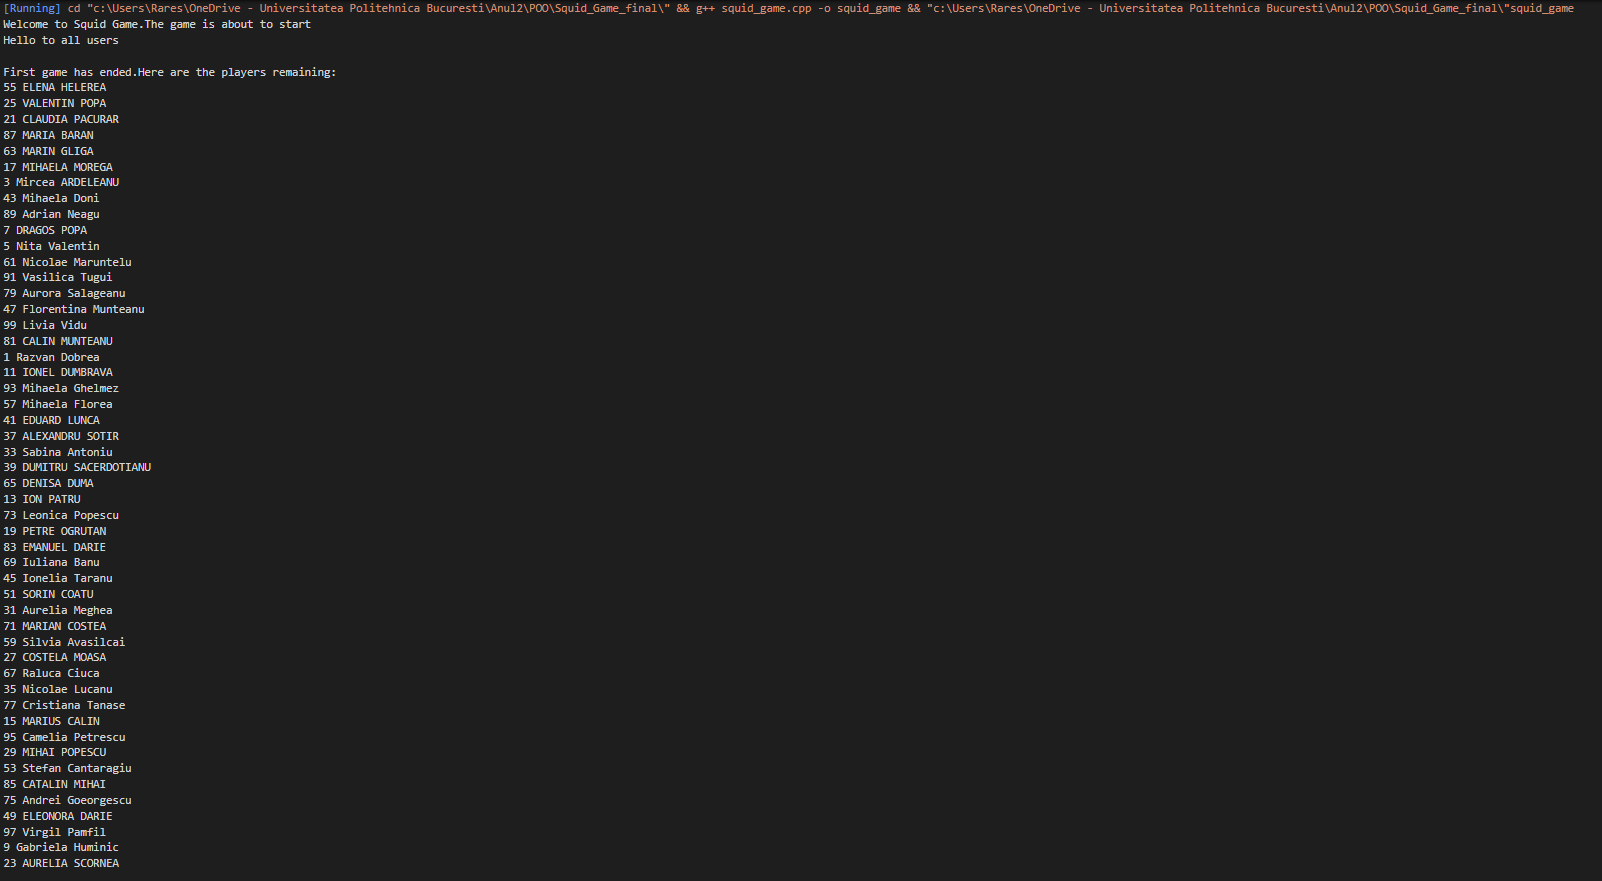 [Running] cd "c:\Users\Rares\OneDrive - Universitatea Politehnica Bucuresti\Anul2\POO\Squid_Game_final\" && g++ squid_game.cpp -o squid_game && "c:\Users\Rares\OneDrive - Universitatea Politehnica Bucuresti\Anul2\POO\Squid_Game_final\"squid_game
Welcome to Squid Game.The game is about to start
Hello to all users
First game has ended.Here are the players remaining:
55 ELENA HELEREA
25 VALENTIN POPA
21 CLAUDIA PACURAR
87 MARIA BARAN
63 MARIN GLIGA
17 MIHAELA MOREGA
3 Mircea ARDELEANU
43 Mihaela Doni
89 Adrian Neagu
7 DRAGOS POPA
5 Nita Valentin
61 Nicolae Maruntelu
91 Vasilica Tugui
79 Aurora Salageanu
47 Florentina Munteanu
99 Livia Vidu
81 CALIN MUNTEANU
1 Razvan Dobrea
11 IONEL DUMBRAVA
93 Mihaela Ghelmez
57 Mihaela Florea
41 EDUARD LUNCA
37 ALEXANDRU SOTIR
33 Sabina Antoniu
39 DUMITRU SACERDOTIANU
65 DENISA DUMA
13 ION PATRU
73 Leonica Popescu
19 PETRE OGRUTAN
83 EMANUEL DARIE
69 Iuliana Banu
45 Ionelia Taranu
51 SORIN COATU
31 Aurelia Meghea
71 MARIAN COSTEA
59 Silvia Avasilcai
27 COSTELA MOASA
67 Raluca Ciuca
35 Nicolae Lucanu
77 Cristiana Tanase
15 MARIUS CALIN
95 Camelia Petrescu
29 MIHAI POPESCU
53 Stefan Cantaragiu
85 CATALIN MIHAI
75 Andrei Goeorgescu
49 ELEONORA DARIE
97 Virgil Pamfil
9 Gabriela Huminic
23 AURELIA SCORNEA